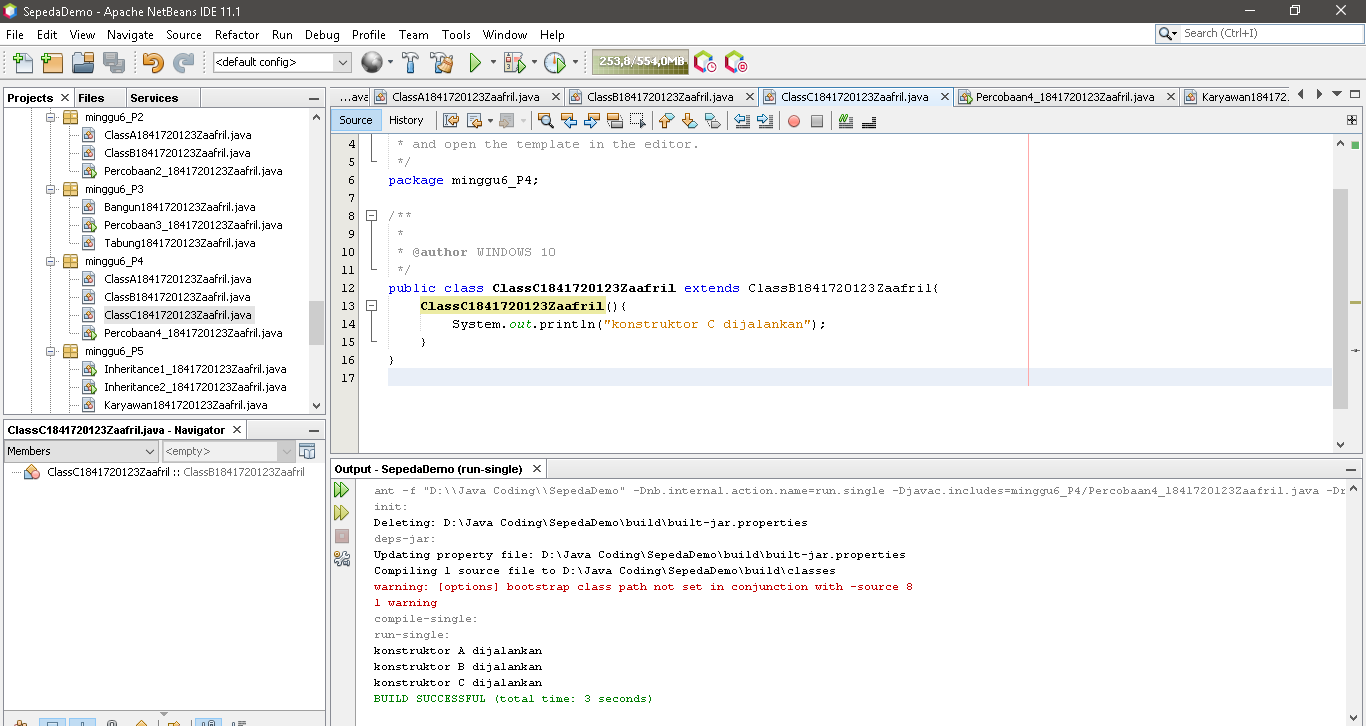 SepedaDemo - Apache NetBeans IDE 11.1
File Edit View Navigate Source Refactor Run Debug Profile Team Tools Window Help
Search (Ctrl+I)
<default config>
253,8/554,0MB
Projects Files Services
minggu6_P2
ClassA1841720123Zaafril.java
ClassB1841720123Zaafril.java
Percobaan2_1841720123Zaafril.java
minggu6_P3
Bangun1841720123Zaafril.java
Percobaan3_1841720123Zaafril.java
Tabung1841720123Zaafril.java
minggu6_P4
ClassA1841720123Zaafril.java
ClassB1841720123Zaafril.java
ClassC1841720123Zaafril.java
Percobaan4_1841720123Zaafril.java
minggu6_P5
Inheritance1_1841720123Zaafril.java
Inheritance2_1841720123Zaafril.java
Karyawan1841720123Zaafril.java
ClassC1841720123Zaafril.java - Navigator
Members <empty>
ClassC1841720123Zaafril :: ClassB1841720123Zaafril
...ava ClassA1841720123Zaafril.java ClassB1841720123Zaafril.java ClassC1841720123Zaafril.java Percobaan4_1841720123Zaafril.java Karyawan184172
Source History
4 * and open the template in the editor.
5 */
6 package minggu6_P4;
7
8 /**
9 *
10 * @author WINDOWS 10
11 */
12 public class ClassC1841720123Zaafril extends ClassB1841720123Zaafril{
13 ClassC1841720123Zaafril(){
14 System.out.println("konstruktor C dijalankan");
15 }
16 }
17
Output - SepedaDemo (run-single)
ant -f "D:\\Java Coding\\SepedaDemo" -Dnb.internal.action.name=run.single -Djavac.includes=minggu6_P4/Percobaan4_1841720123Zaafril.java -Dr
init:
Deleting: D:\Java Coding\SepedaDemo\build\built-jar.properties
deps-jar:
Updating property file: D:\Java Coding\SepedaDemo\build\built-jar.properties
Compiling 1 source file to D:\Java Coding\SepedaDemo\build\classes
warning: [options] bootstrap class path not set in conjunction with -source 8
1 warning
compile-single:
run-single:
konstruktor A dijalankan
konstruktor B dijalankan
konstruktor C dijalankan
BUILD SUCCESSFUL (total time: 3 seconds)